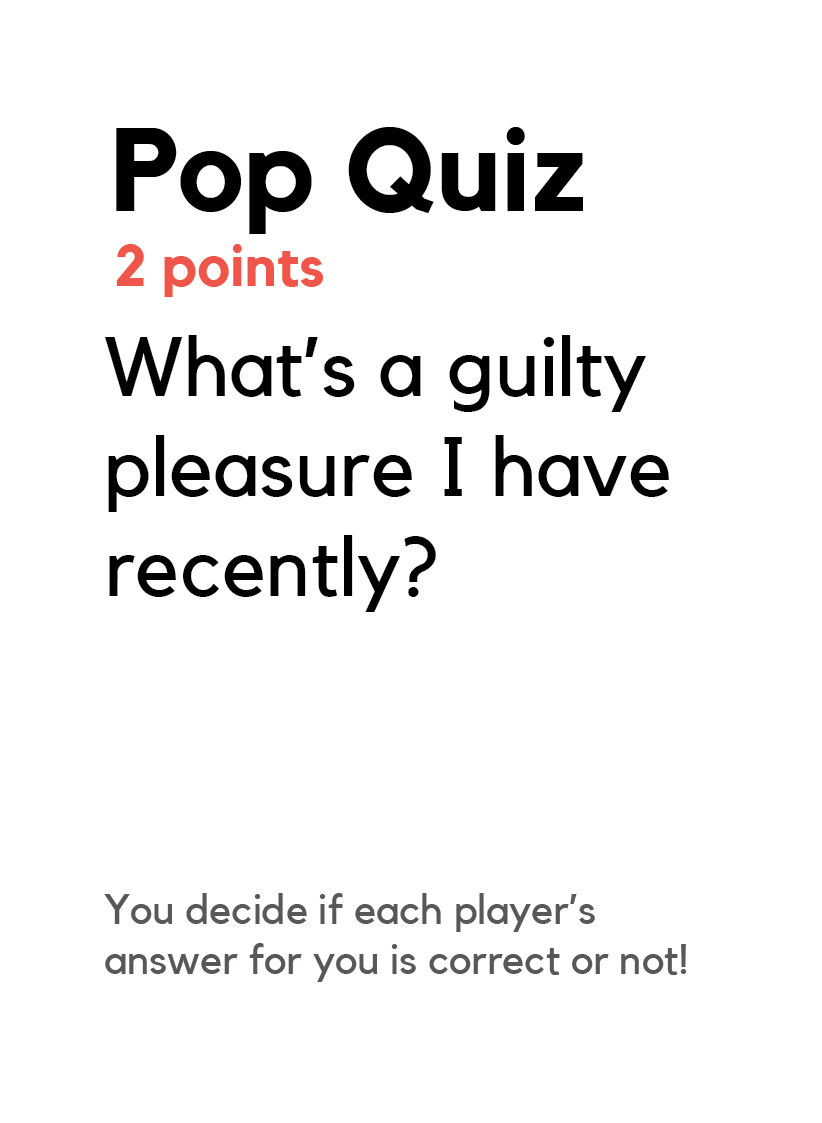 Pop Quiz
2 points
What’s a guilty
pleasure I have
recently?
You decide if each player’s
answer for you is correct or not!